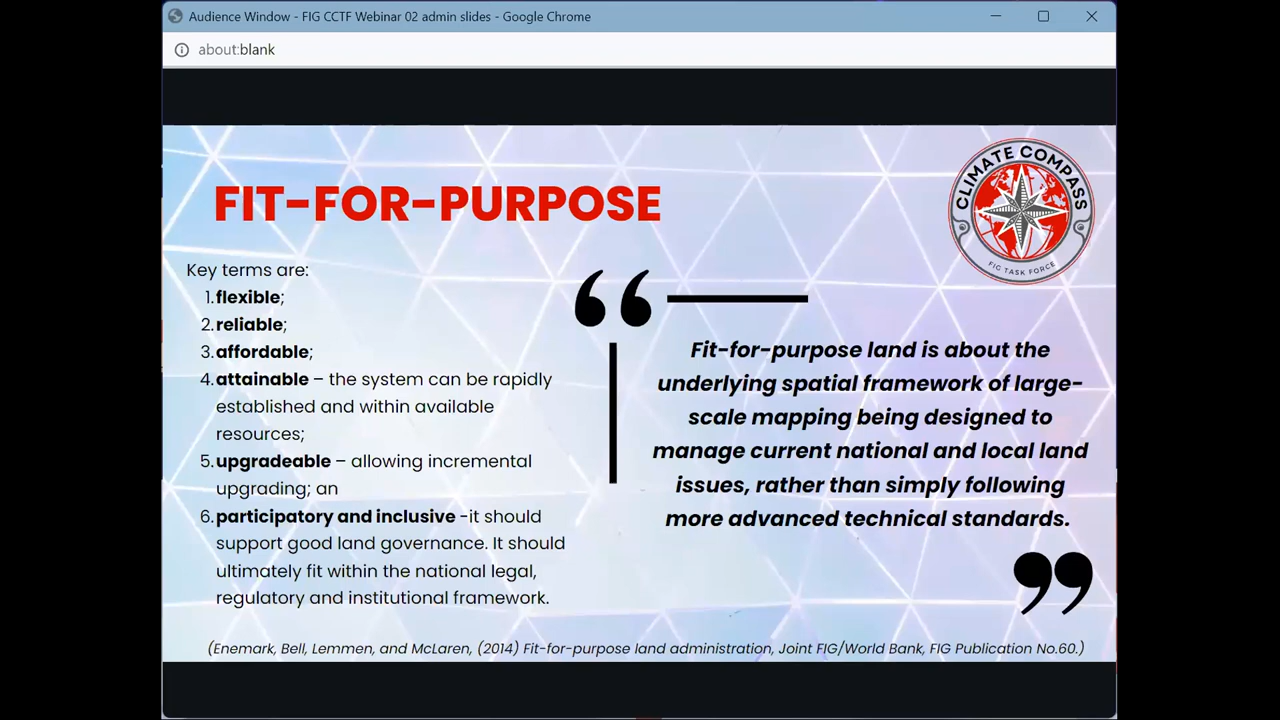 Audience Window - FIG CCTF Webinar 02 admin slides - Google Chrome
about:blank
CLIMATE COMPASS
FIG TASK FORCE
FIT-FOR-PURPOSE
Key terms are:
1. flexible;
2. reliable;
3. affordable;
4. attainable – the system can be rapidly
established and within available
resources;
5. upgradeable – allowing incremental
upgrading; an
6. participatory and inclusive -it should
support good land governance. It should
ultimately fit within the national legal,
regulatory and institutional framework.
“
Fit-for-purpose land is about the
underlying spatial framework of large-
scale mapping being designed to
manage current national and local land
issues, rather than simply following
more advanced technical standards.
”
(Enemark, Bell, Lemmen, and McLaren, (2014) Fit-for-purpose land administration, Joint FIG/World Bank, FIG Publication No.60.)